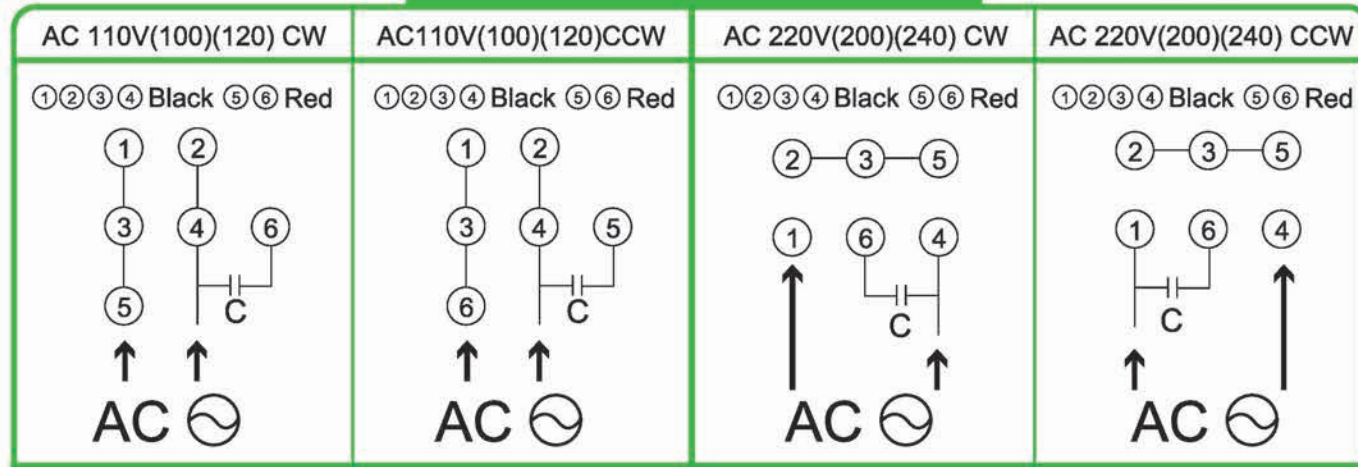 AC 110V(100)(120) CW
①②③④ Black ⑤⑥ Red
① ②
③ ④ ⑥
C
⑤
AC
AC110V(100)(120)CCW
①②③④ Black ⑤⑥ Red
① ②
③ ④ ⑤
C
⑥
AC
AC 220V(200)(240) CW
①②③④ Black ⑤⑥ Red
② ③ ⑤
① ⑥ ④
C
AC
AC 220V(200)(240) CCW
①②③④ Black ⑤⑥ Red
② ③ ⑤
① ⑥ ④
C
AC